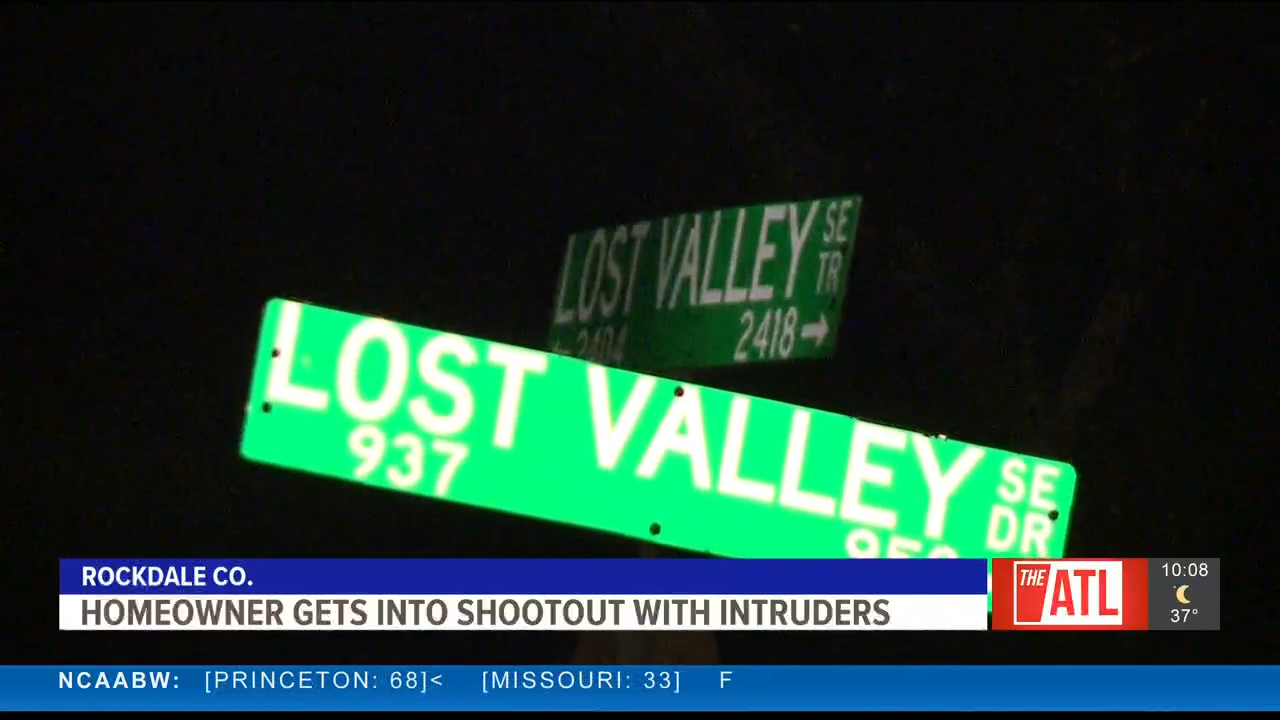 LOST VALLEY SE TR
2404 2418 →
LOST VALLEY SE DR
937
ROCKDALE CO.
HOMEOWNER GETS INTO SHOOTOUT WITH INTRUDERS
THE ATL
10:08
37°
NCAABW: [PRINCETON: 68]< [MISSOURI: 33] F